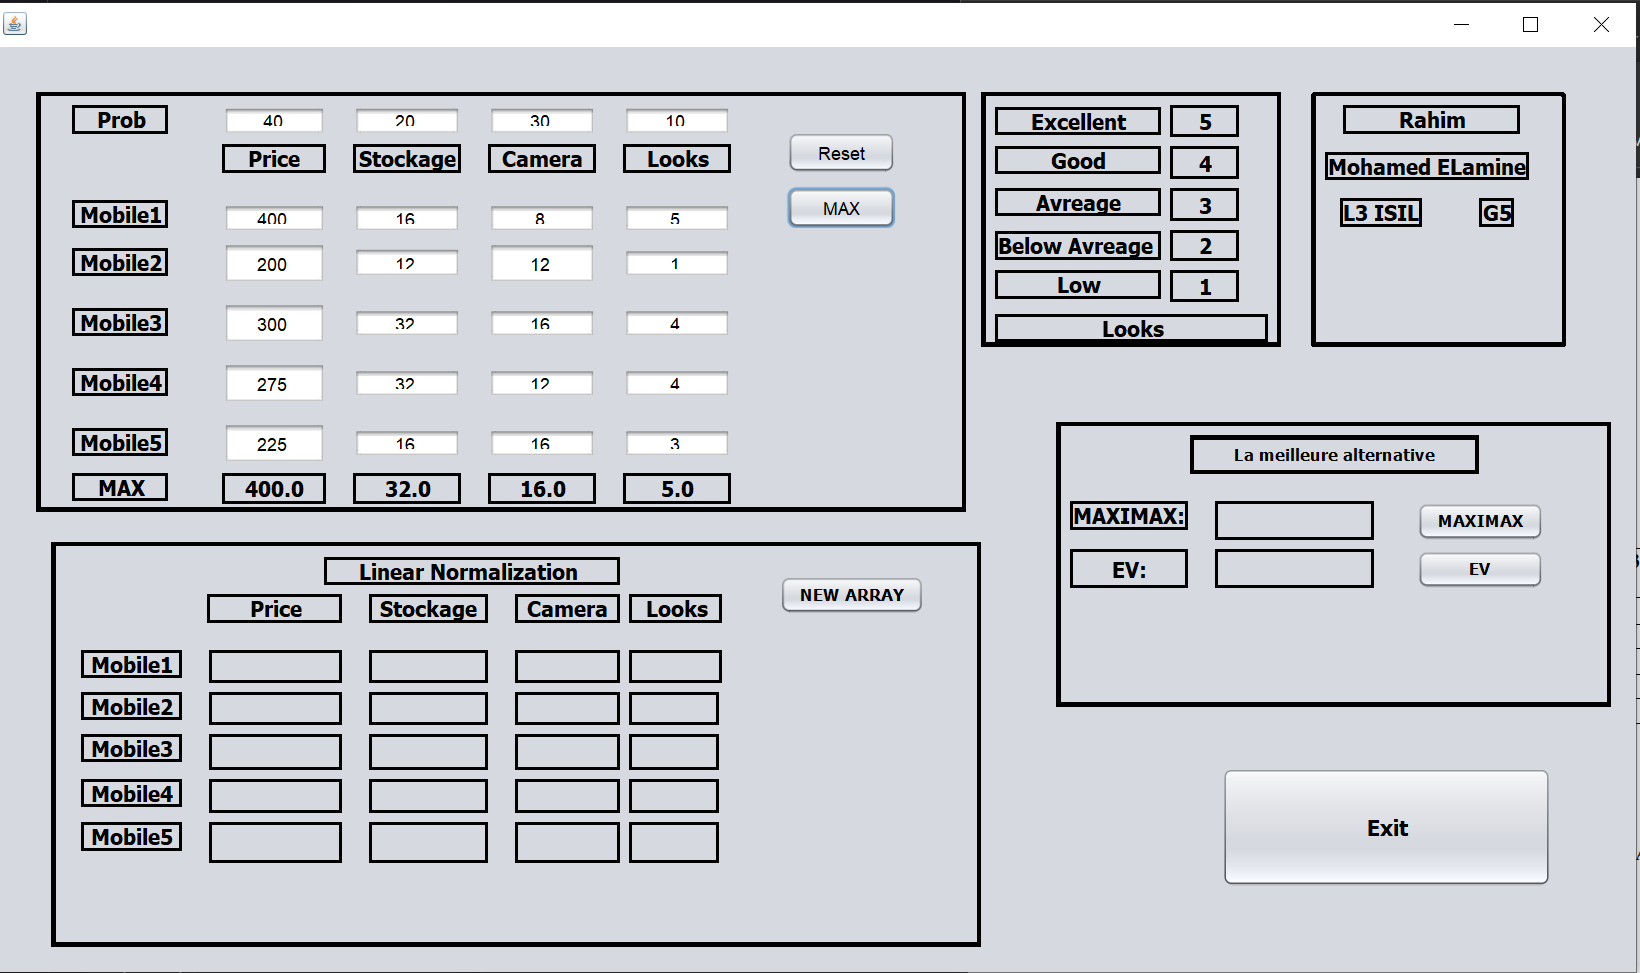 Prob 40 20 30 10
Price Stockage Camera Looks
Mobile1 400 16 8 5
Mobile2 200 12 12 1
Mobile3 300 32 16 4
Mobile4 275 32 12 4
Mobile5 225 16 16 3
MAX 400.0 32.0 16.0 5.0
Reset
MAX
Excellent 5
Good 4
Avreage 3
Below Avreage 2
Low 1
Looks
Rahim
Mohamed ELamine
L3 ISIL G5
Linear Normalization
NEW ARRAY
Price Stockage Camera Looks
Mobile1
Mobile2
Mobile3
Mobile4
Mobile5
La meilleure alternative
MAXIMAX: MAXIMAX
EV: EV
Exit